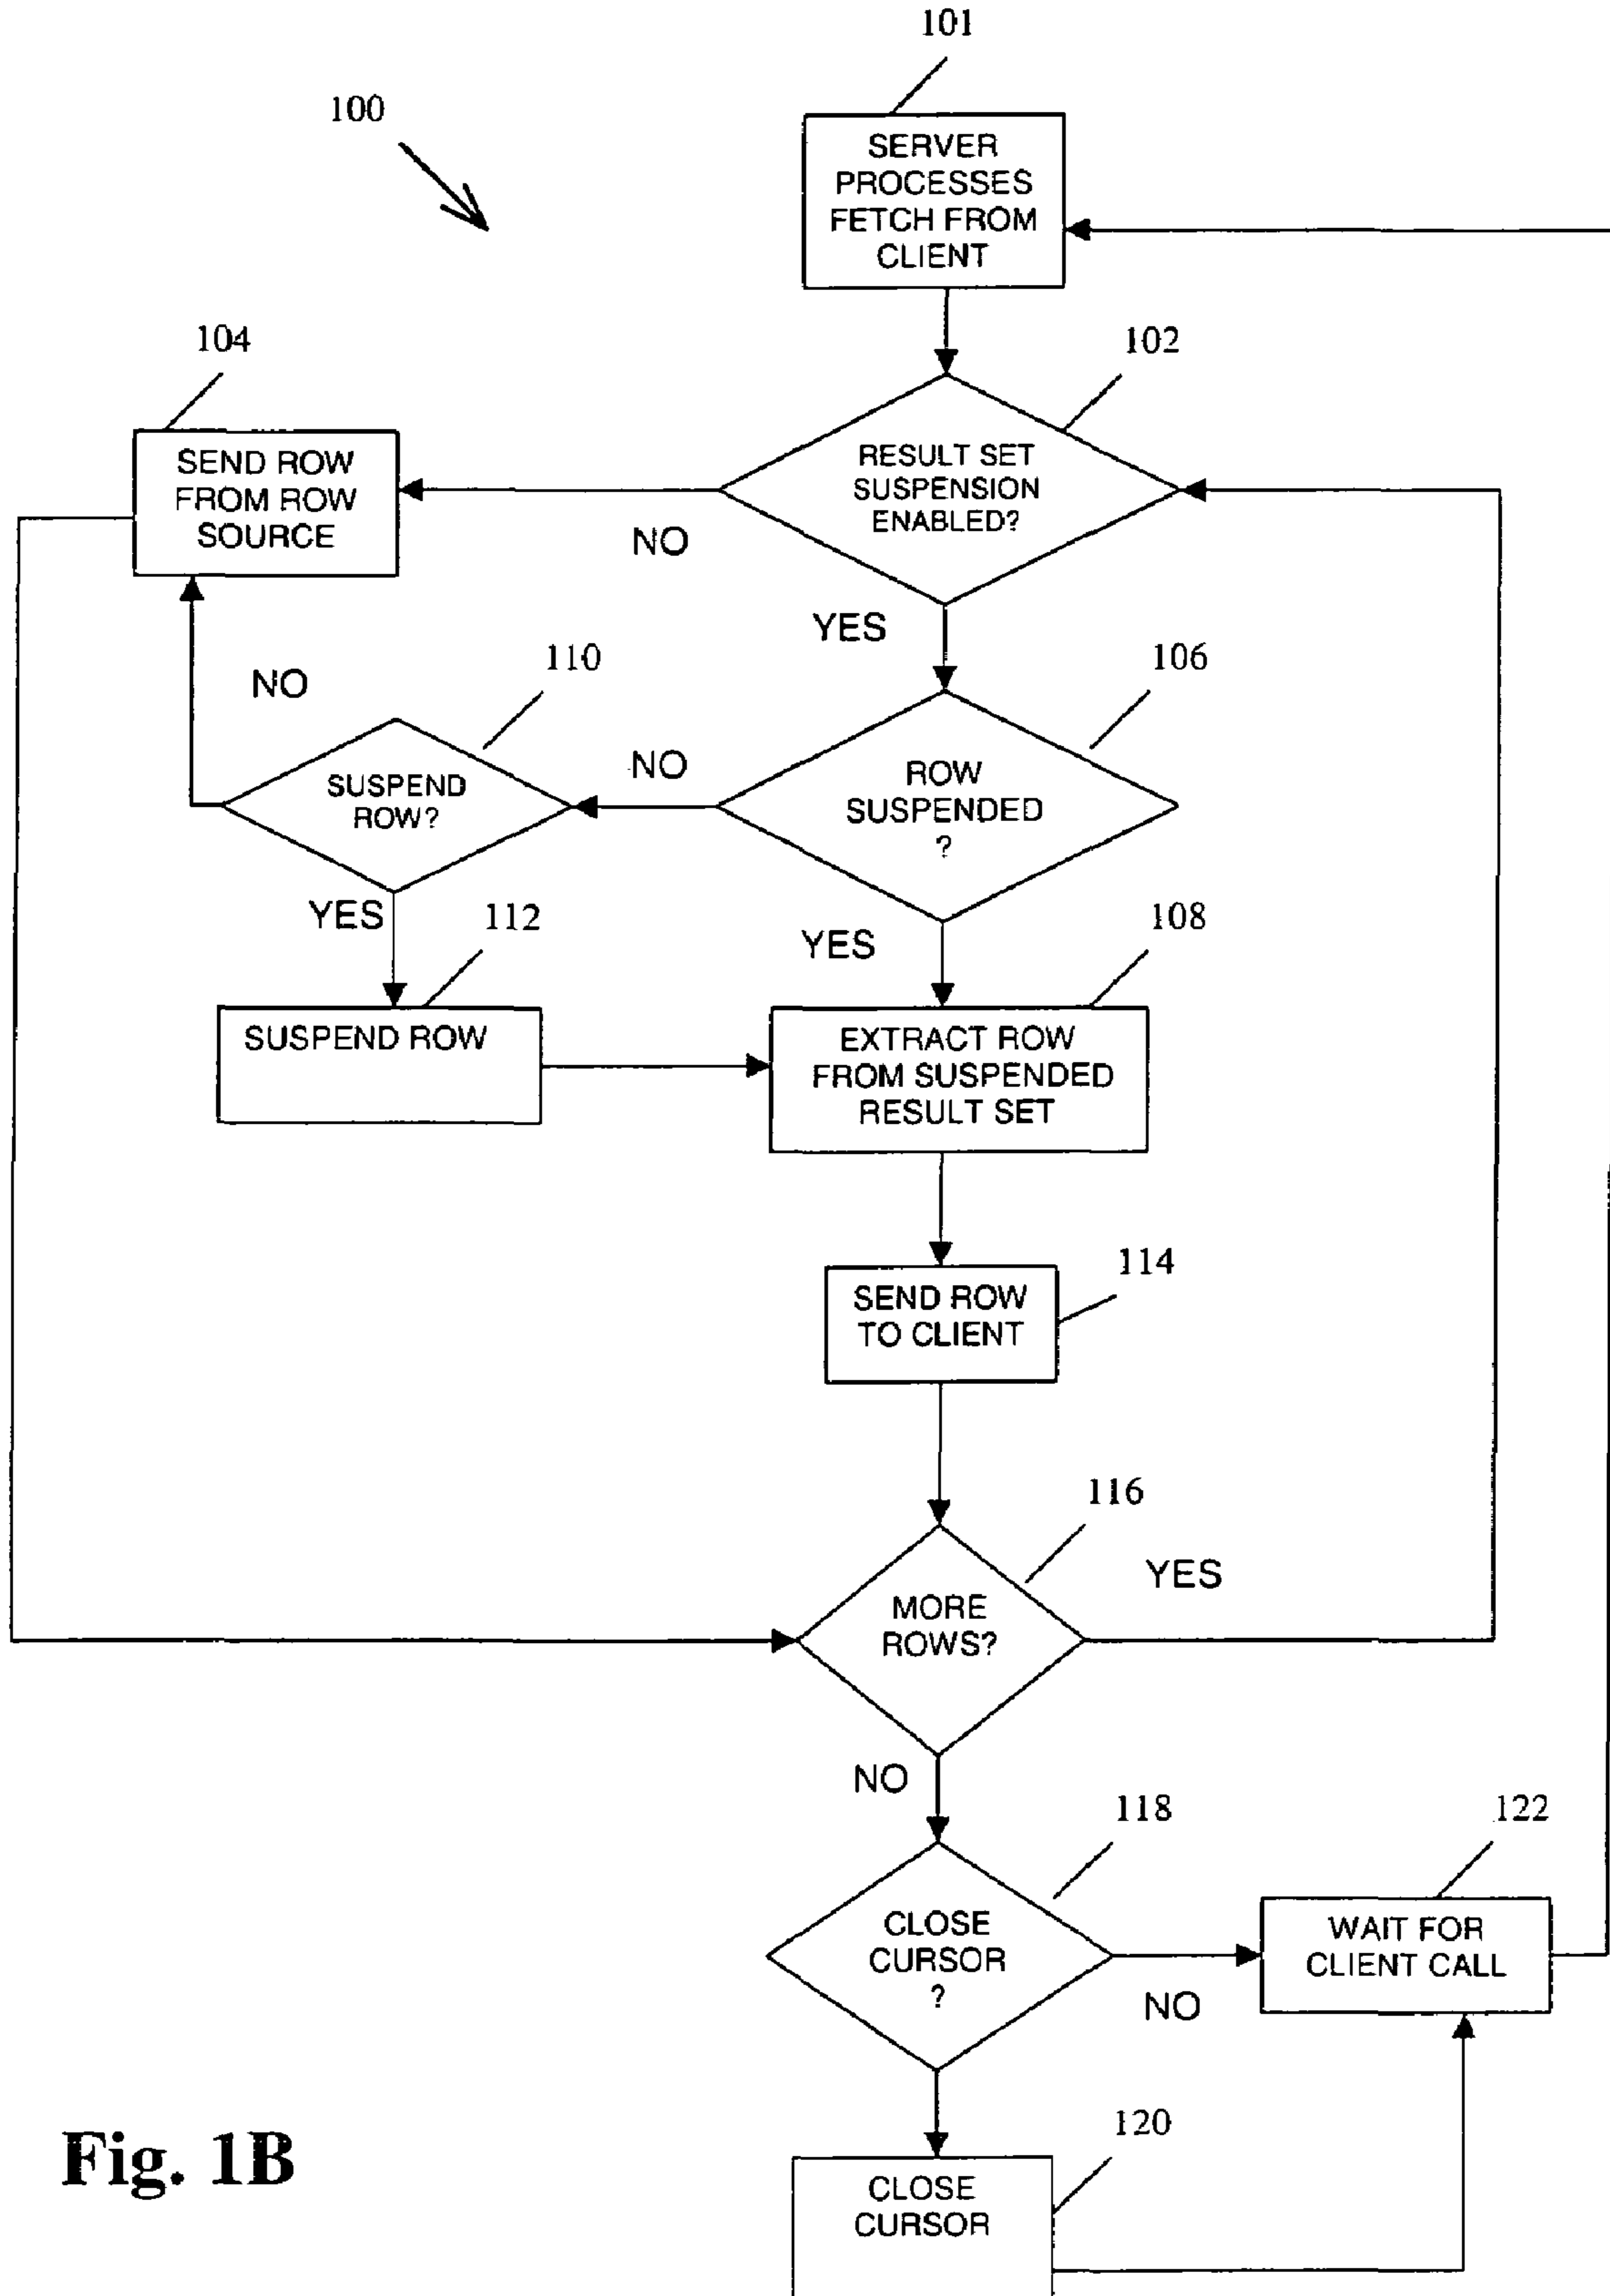 101
100
SERVER
PROCESSES
FETCH FROM
CLIENT
104
102
SEND ROW
FROM ROW
SOURCE
RESULT SET
SUSPENSION
ENABLED?
NO
YES
110
106
NO
NO
SUSPEND
ROW?
ROW
SUSPENDED
?
YES
112
YES
108
SUSPEND ROW
EXTRACT ROW
FROM SUSPENDED
RESULT SET
114
SEND ROW
TO CLIENT
116
YES
MORE
ROWS?
NO
118
122
CLOSE
CURSOR
?
WAIT FOR
CLIENT CALL
NO
120
CLOSE
CURSOR
Fig. 1B